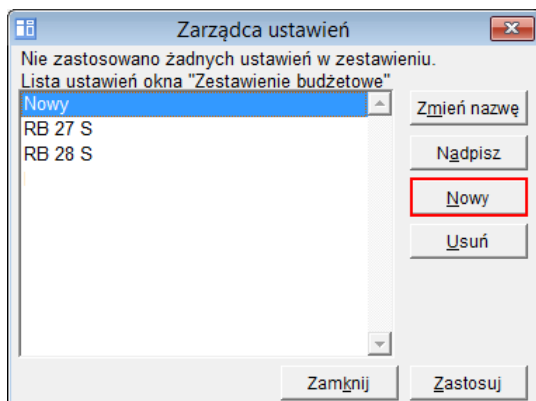 Zarządca ustawień
Nie zastosowano żadnych ustawień w zestawieniu.
Lista ustawień okna "Zestawienie budżetowe"
Nowy
RB 27 S
RB 28 S
Zmień nazwę
Nadpisz
Nowy
Usuń
Zamknij
Zastosuj